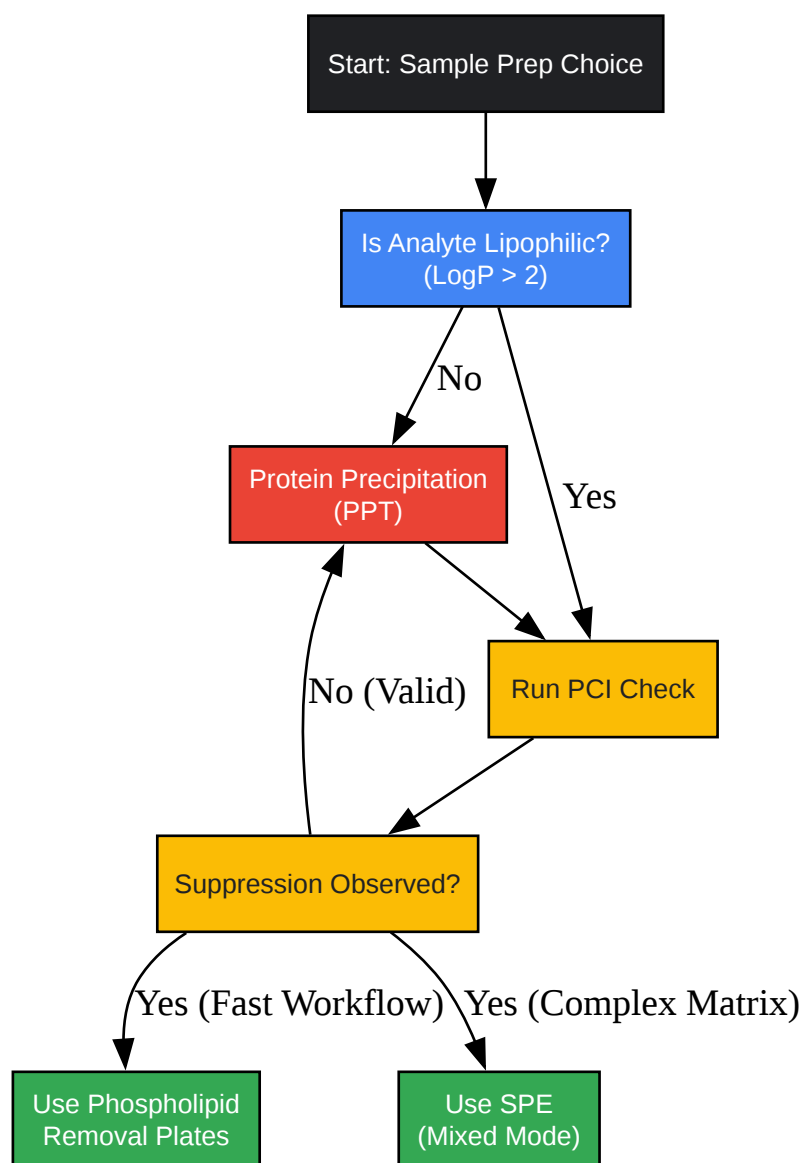 Start: Sample Prep Choice
Is Analyte Lipophilic?
(LogP > 2)
No
Protein Precipitation
(PPT)
Yes
Run PCI Check
No (Valid)
Suppression Observed?
Yes (Fast Workflow)
Yes (Complex Matrix)
Use Phospholipid
Removal Plates
Use SPE
(Mixed Mode)